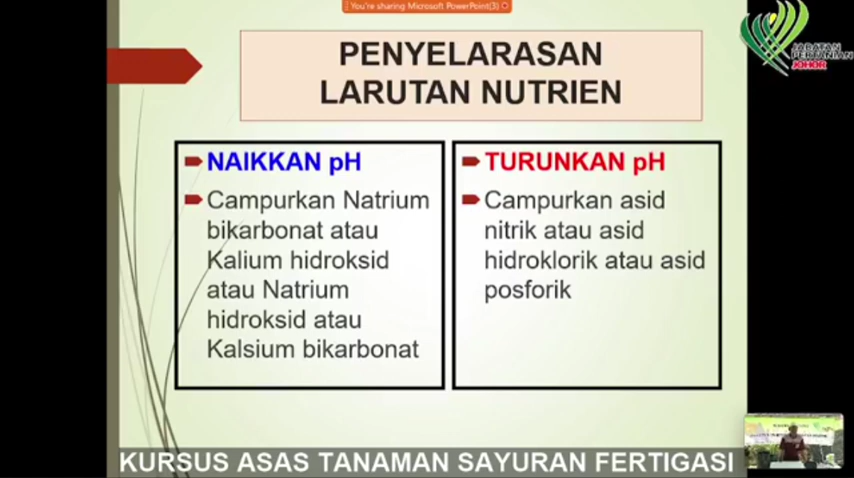 You're sharing Microsoft PowerPoint(3)
JABATAN
PERTANIAN
JOHOR
PENYELARASAN
LARUTAN NUTRIEN
NAIKKAN pH
Campurkan Natrium
bikarbonat atau
Kalium hidroksid
atau Natrium
hidroksid atau
Kalsium bikarbonat
TURUNKAN pH
Campurkan asid
nitrik atau asid
hidroklorik atau asid
posforik
KURSUS ASAS TANAMAN SAYURAN FERTIGASI